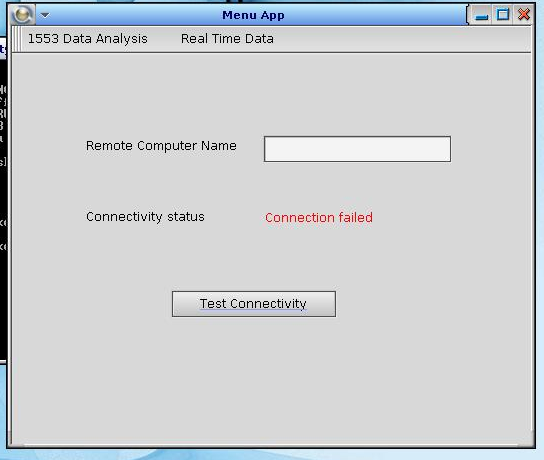 Menu App
1553 Data Analysis Real Time Data
Remote Computer Name
Connectivity status Connection failed
Test Connectivity